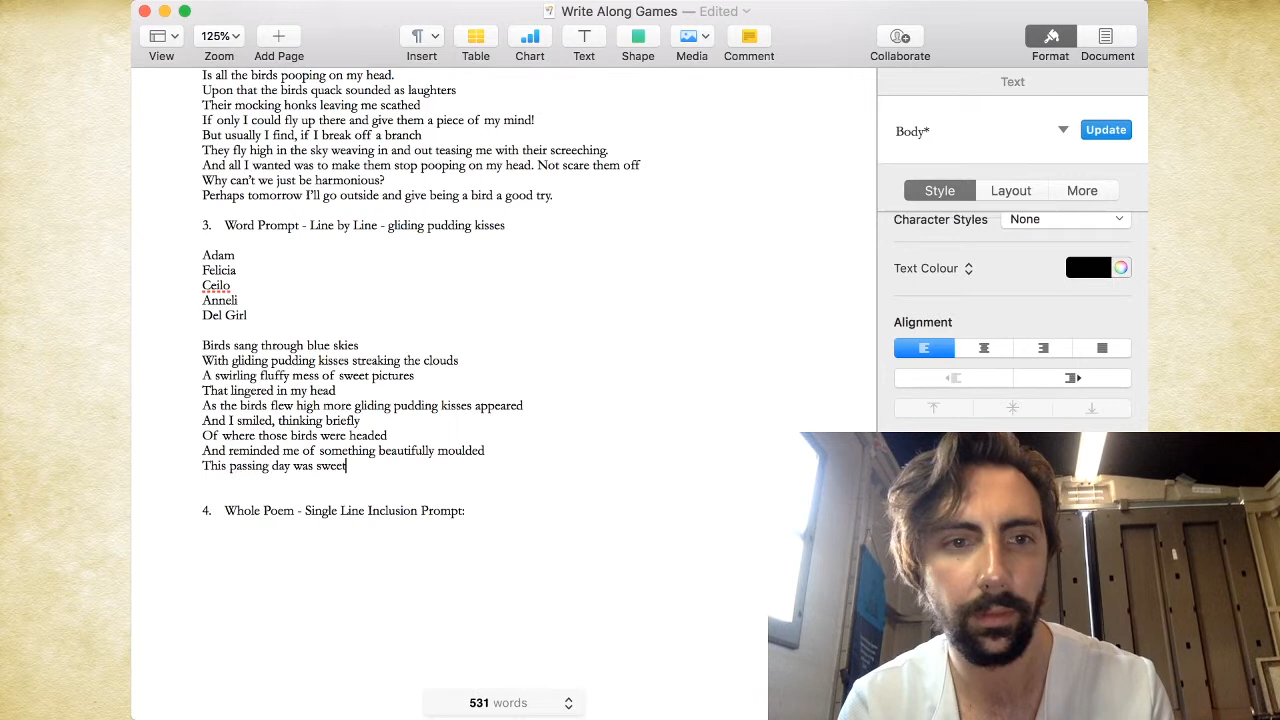 Write Along Games — Edited
125%
View
Zoom
Add Page
Insert
Table
Chart
Text
Shape
Media
Comment
Collaborate
Format
Document
Is all the birds pooping on my head.
Upon that the birds quack sounded as laughters
Their mocking honks leaving me scathed
If only I could fly up there and give them a piece of my mind!
But usually I find, if I break off a branch
They fly high in the sky weaving in and out teasing me with their screeching.
And all I wanted was to make them stop pooping on my head. Not scare them off
Why can't we just be harmonious?
Perhaps tomorrow I'll go outside and give being a bird a good try.
3. Word Prompt - Line by Line - gliding pudding kisses
Adam
Felicia
Ceilo
Anneli
Del Girl
Birds sang through blue skies
With gliding pudding kisses streaking the clouds
A swirling fluffy mess of sweet pictures
That lingered in my head
As the birds flew high more gliding pudding kisses appeared
And I smiled, thinking briefly
Of where those birds were headed
And reminded me of something beautifully moulded
This passing day was sweet
4. Whole Poem - Single Line Inclusion Prompt:
531 words
Text
Body*
Update
Style
Layout
More
Character Styles
None
Text Colour
Alignment